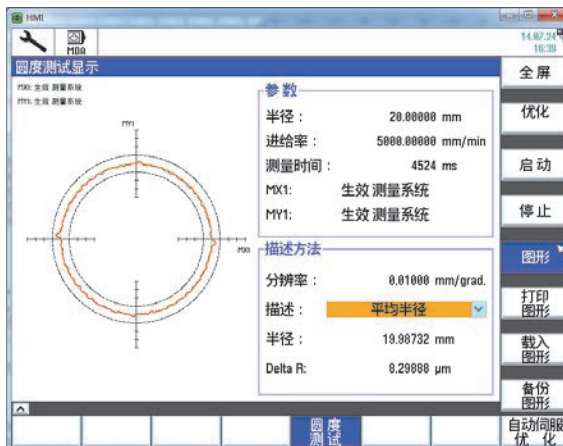 HMI
MDA
14.07.24
16:39
圆度测试显示
MX1: 生效 测量系统
MY1: 生效 测量系统
MY1
MX1
参数
半径： 20.00000 mm
进给率： 5000.00000 mm/min
测量时间： 4524 ms
MX1: 生效 测量系统
MY1: 生效 测量系统
描述方法
分辨率： 0.01000 mm/grad.
描述： 平均半径
半径： 19.98732 mm
Delta R: 8.29888 μm
全屏
优化
启动
停止
图形
打印
图形
载入
图形
备份
图形
圆度
测试
自动伺服
优 化